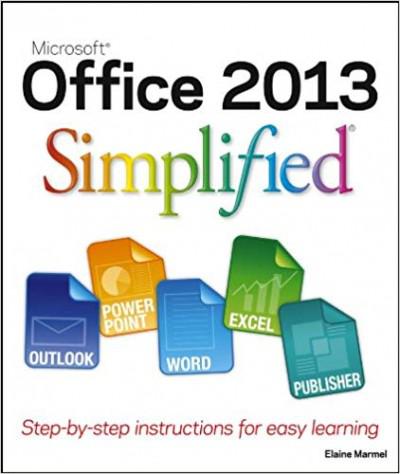 Microsoft®
Office 2013
Simplified®
OUTLOOK
POWER
POINT
WORD
EXCEL
PUBLISHER
Step-by-step instructions for easy learning
Elaine Marmel